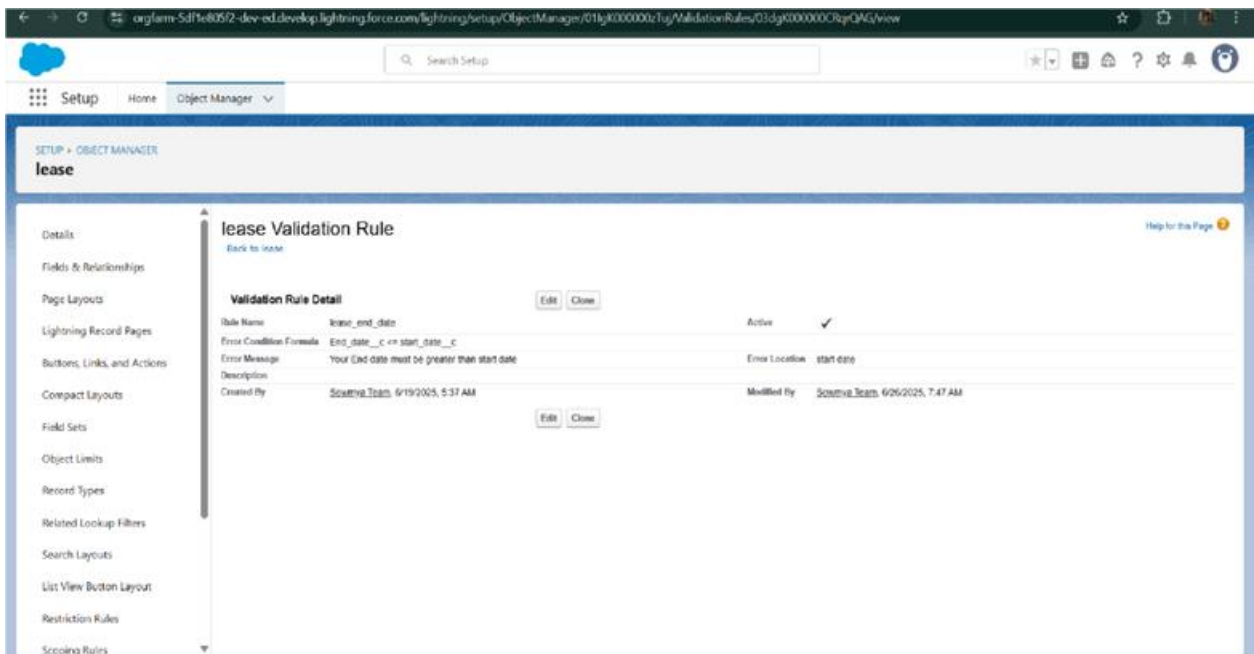 orgfarm-5df1e805f2-dev-ed.develop.lightning.force.com/lightning/setup/ObjectManager/01IgK000000zTuj/ValidationRules/03dgK000000CRqrQAG/view
Search Setup
Setup Home Object Manager
SETUP > OBJECT MANAGER
lease
Details
Fields & Relationships
Page Layouts
Lightning Record Pages
Buttons, Links, and Actions
Compact Layouts
Field Sets
Object Limits
Record Types
Related Lookup Filters
Search Layouts
List View Button Layout
Restriction Rules
Scoping Rules
lease Validation Rule
Help for this Page
Back to lease
Validation Rule Detail
Edit Clone
Rule Name lease_end_date Active
Error Condition Formula End_date__c <= start_date__c
Error Message Your End date must be greater than start date Error Location start date
Description
Created By Sowmya Team, 6/19/2025, 5:37 AM Modified By Sowmya Team, 6/26/2025, 7:47 AM
Edit Clone